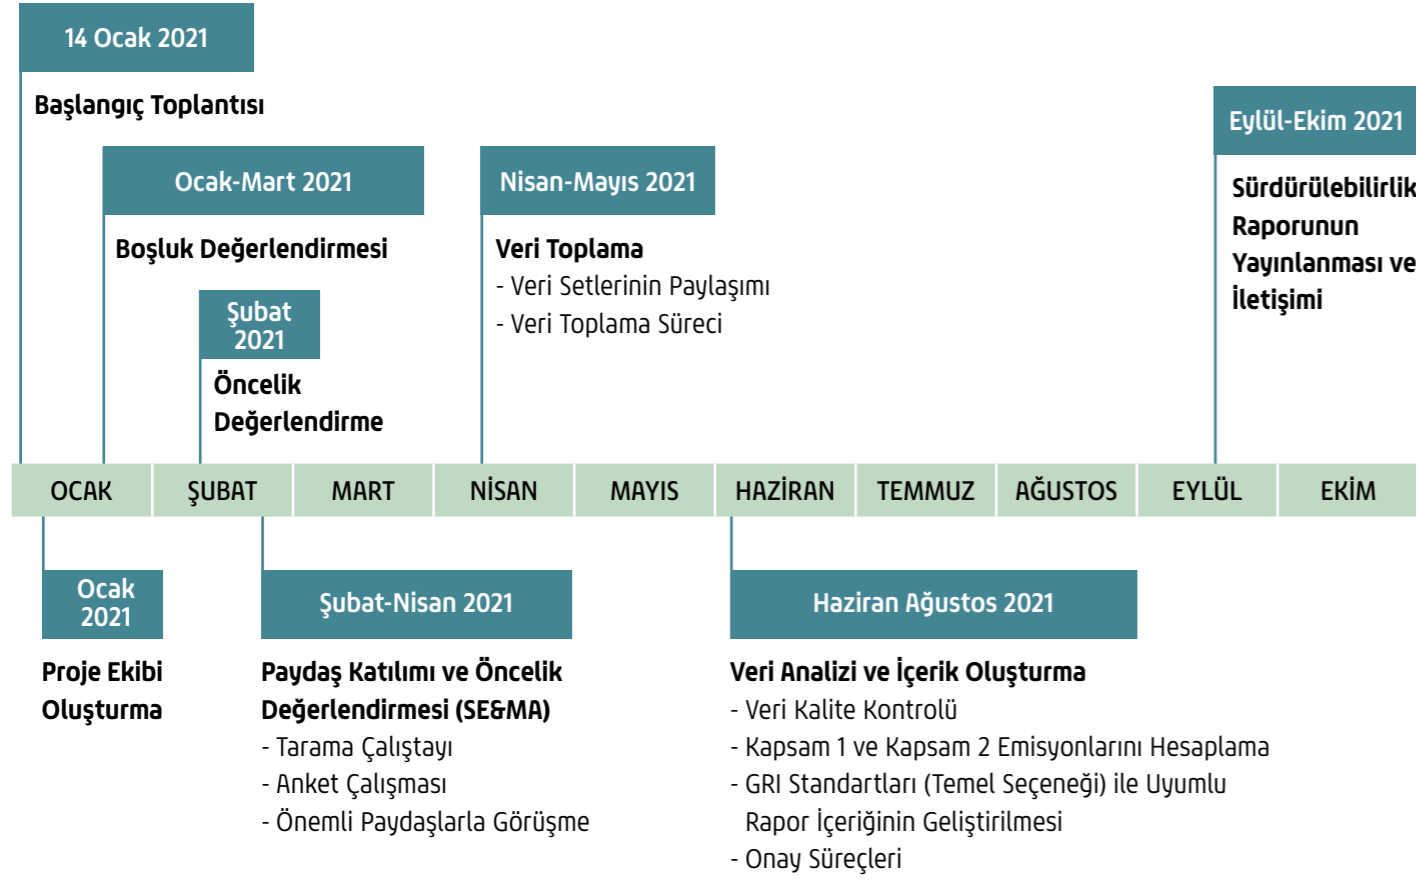 14 Ocak 2021
Başlangıç Toplantısı
Ocak-Mart 2021
Boşluk Değerlendirmesi
Şubat
2021
Öncelik
Değerlendirme
Nisan-Mayıs 2021
Veri Toplama
- Veri Setlerinin Paylaşımı
- Veri Toplama Süreci
Eylül-Ekim 2021
Sürdürülebilirlik
Raporunun
Yayınlanması ve
İletişimi
OCAK ŞUBAT MART NİSAN MAYIS HAZİRAN TEMMUZ AĞUSTOS EYLÜL EKİM
Ocak
2021
Proje Ekibi
Oluşturma
Şubat-Nisan 2021
Paydaş Katılımı ve Öncelik
Değerlendirmesi (SE&MA)
- Tarama Çalıştayı
- Anket Çalışması
- Önemli Paydaşlarla Görüşme
Haziran Ağustos 2021
Veri Analizi ve İçerik Oluşturma
- Veri Kalite Kontrolü
- Kapsam 1 ve Kapsam 2 Emisyonlarını Hesaplama
- GRI Standartları (Temel Seçeneği) ile Uyumlu
Rapor İçeriğinin Geliştirilmesi
- Onay Süreçleri